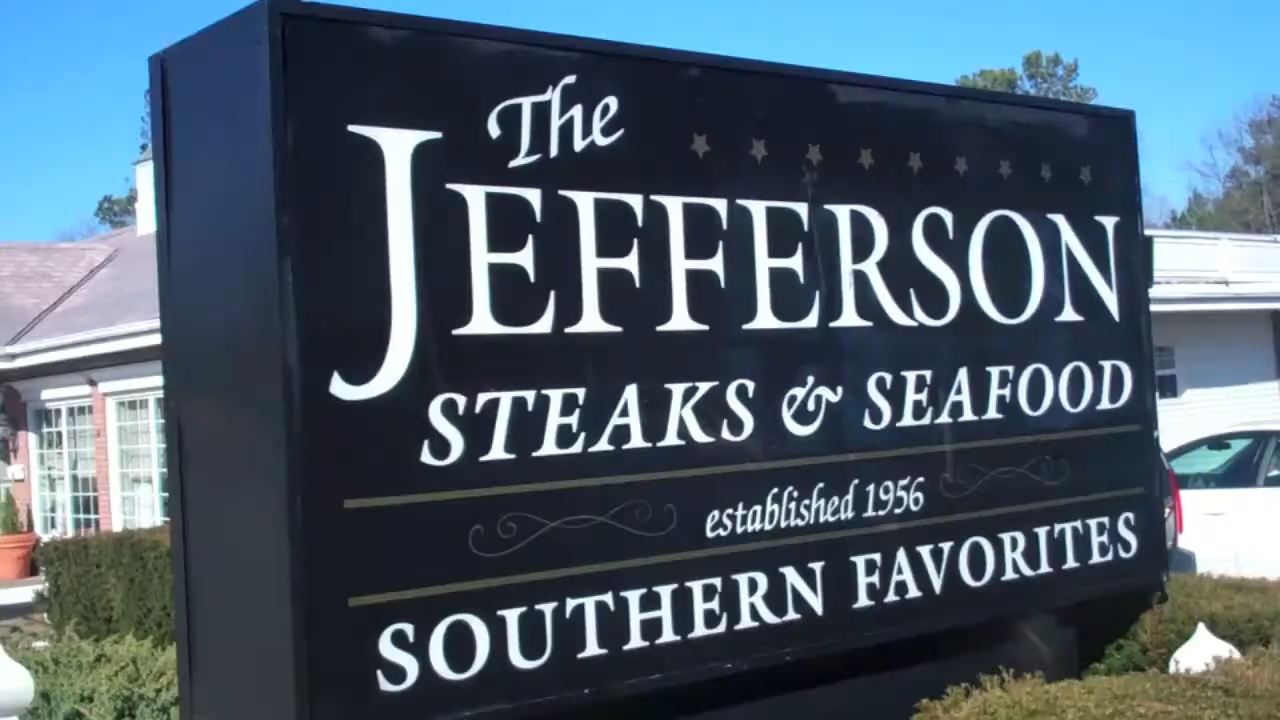 The
JEFFERSON
STEAKS & SEAFOOD
established 1956
SOUTHERN FAVORITES